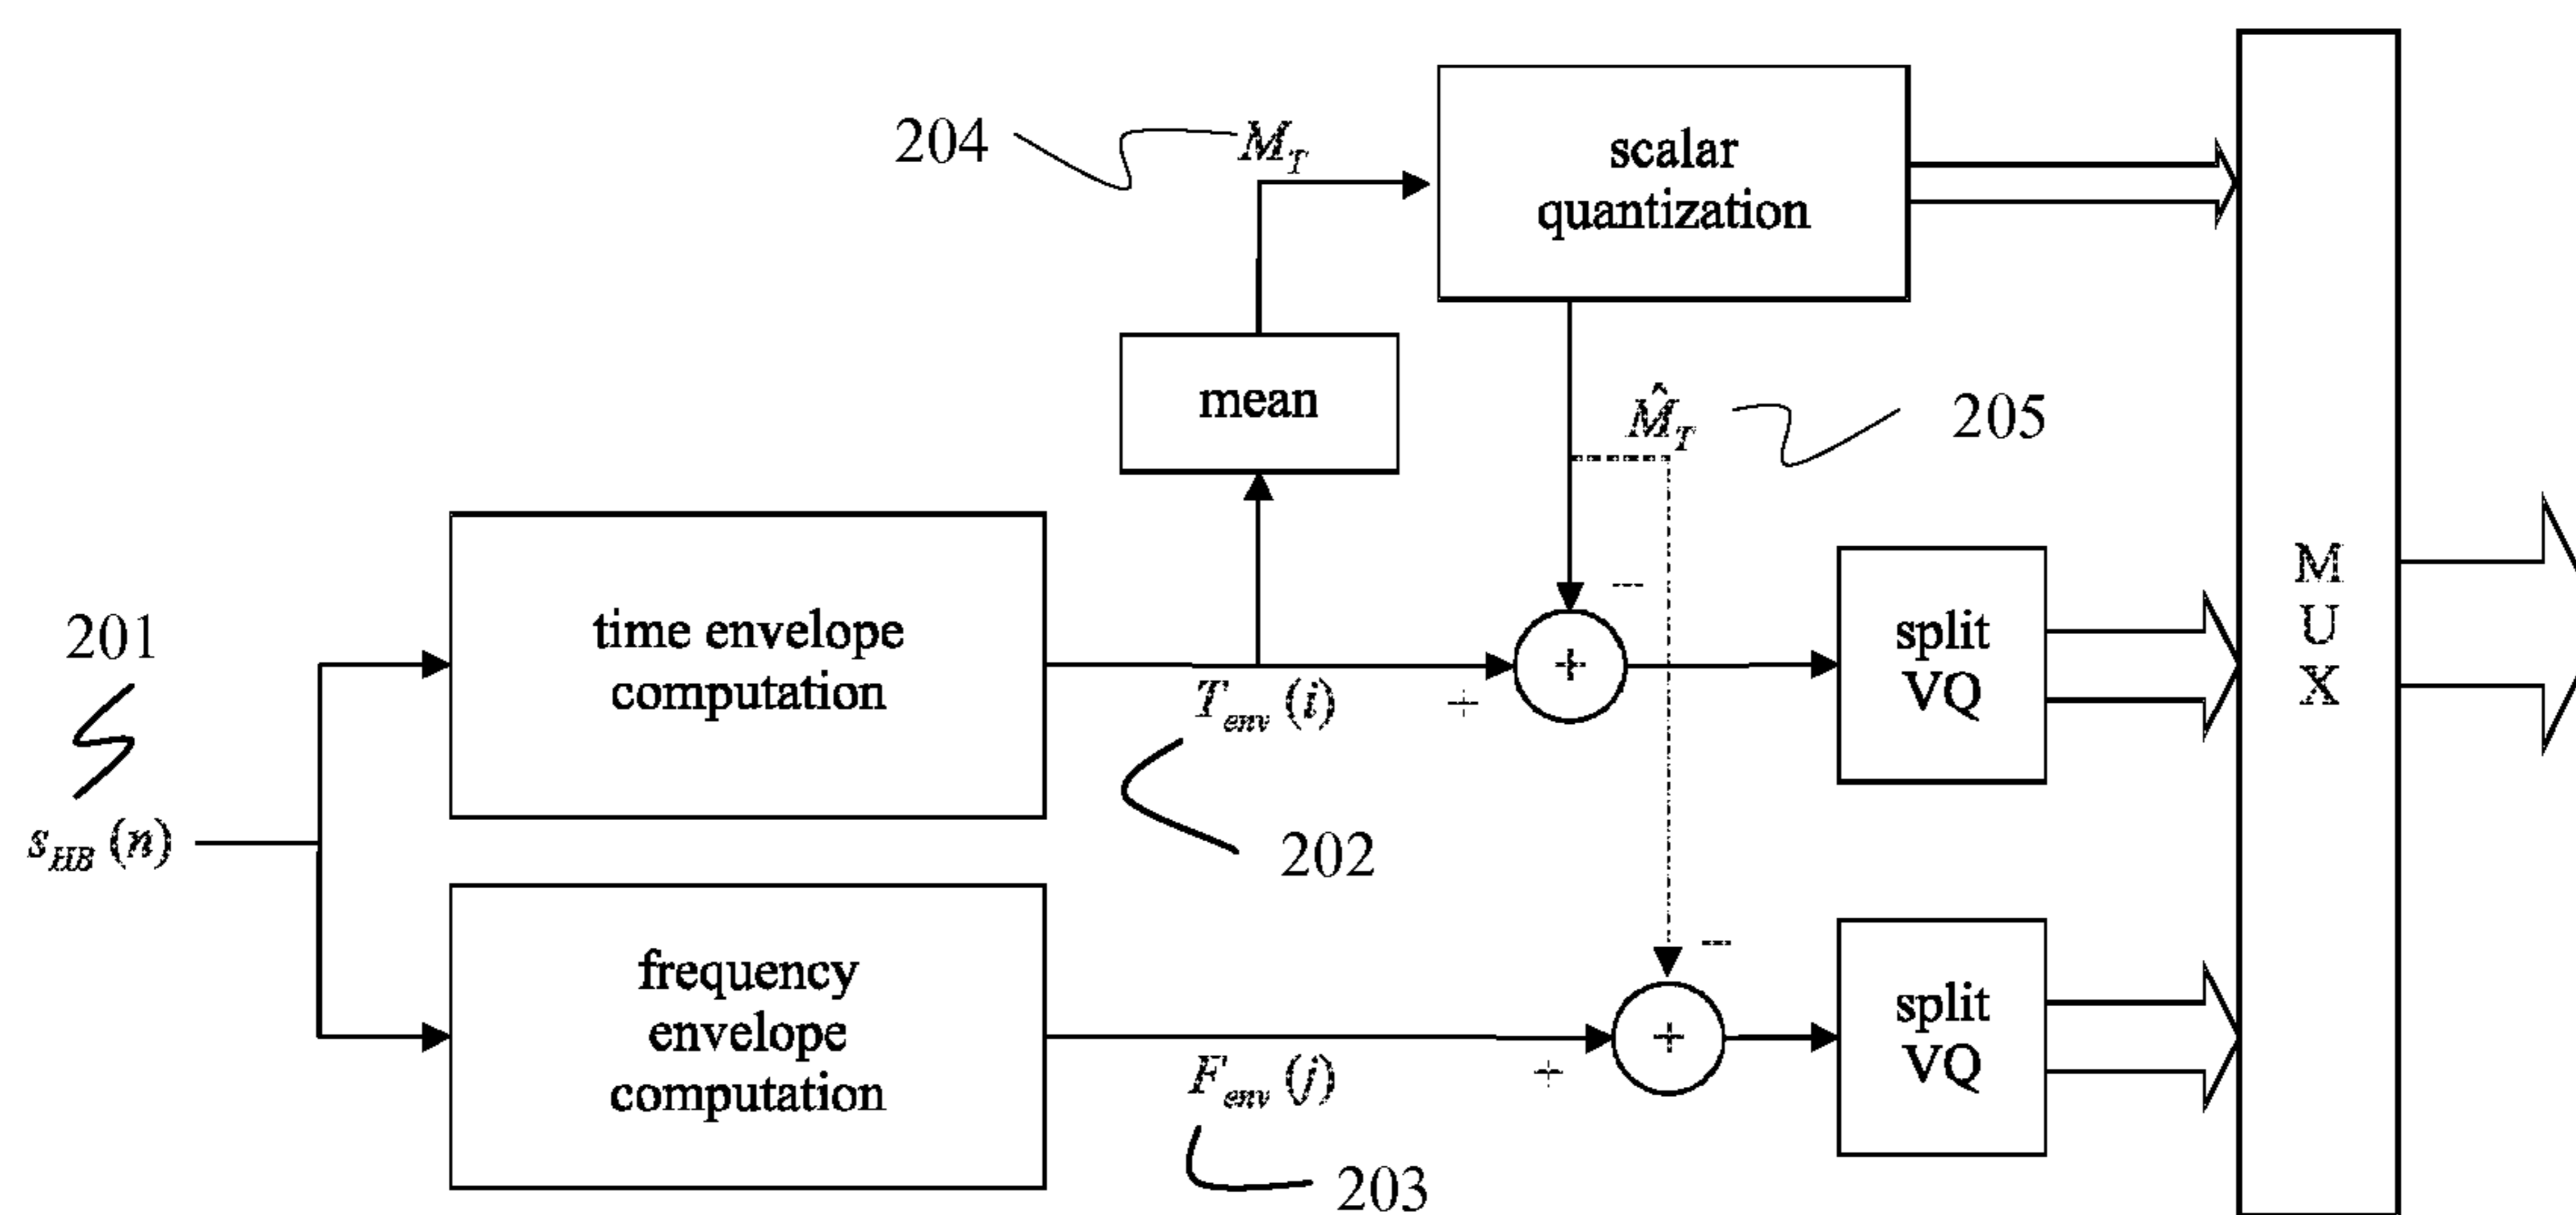 204
M_T
scalar
quantization
mean
M̂_T
205
201
time envelope
computation
T_env (i)
+
−
+
split
VQ
M
U
X
s_HB (n)
202
frequency
envelope
computation
F_env (j)
+
−
+
split
VQ
203